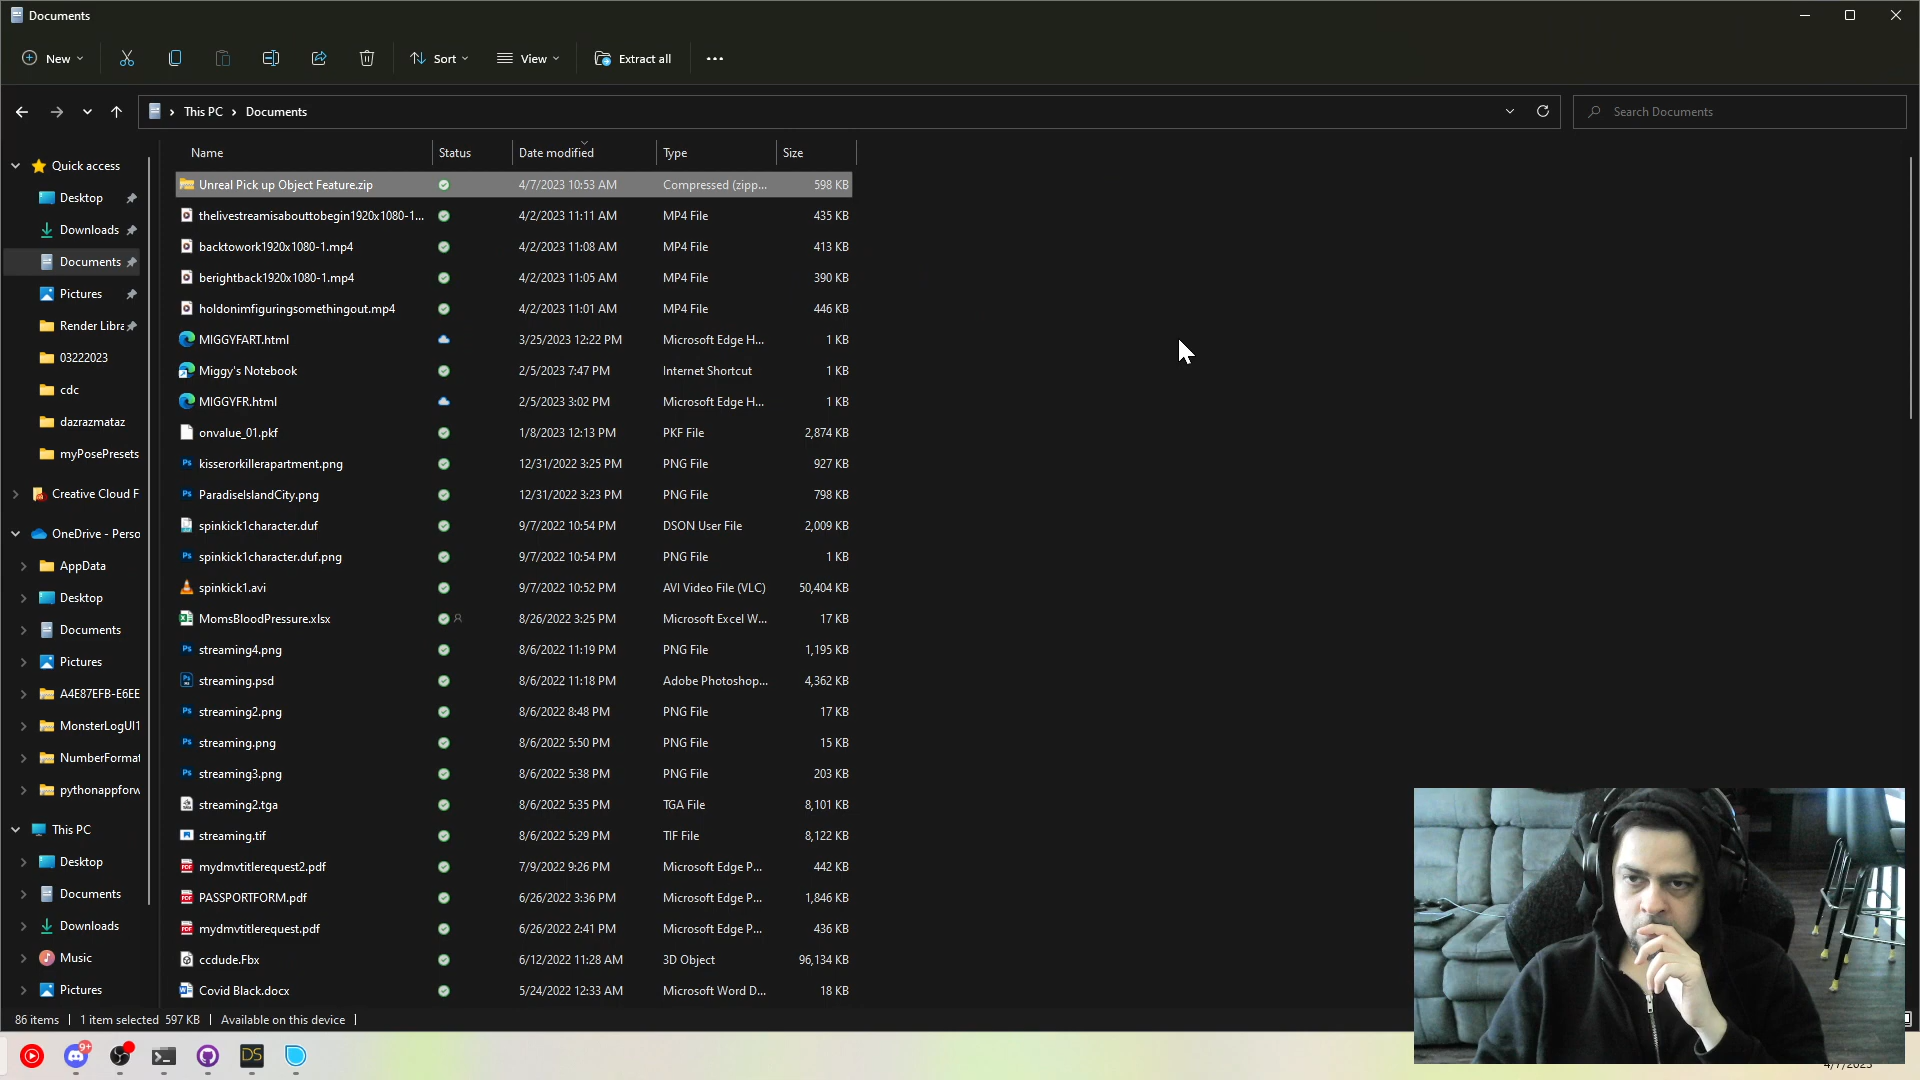 Documents
New
Sort
View
Extract all
This PC
Documents
Search Documents
Name
Status
Date modified
Type
Size
Quick access
Desktop
Downloads
Documents
Pictures
Render Libra
03222023
cdc
dazrazmataz
myPosePresets
Creative Cloud F
OneDrive - Perso
AppData
Desktop
Documents
Pictures
A4E87EFB-E6EE
MonsterLogUI1
NumberFormat
pythonappforw
This PC
Desktop
Documents
Downloads
Music
Pictures
Unreal Pick up Object Feature.zip 4/7/2023 10:53 AM Compressed (zipp... 598 KB
thelivestreamisabouttobegin1920x1080-1... 4/2/2023 11:11 AM MP4 File 435 KB
backtowork1920x1080-1.mp4 4/2/2023 11:08 AM MP4 File 413 KB
berightback1920x1080-1.mp4 4/2/2023 11:05 AM MP4 File 390 KB
holdonimfiguringsomethingout.mp4 4/2/2023 11:01 AM MP4 File 446 KB
MIGGYFART.html 3/25/2023 12:22 PM Microsoft Edge H... 1 KB
Miggy's Notebook 2/5/2023 7:47 PM Internet Shortcut 1 KB
MIGGYFR.html 2/5/2023 3:02 PM Microsoft Edge H... 1 KB
onvalue_01.pkf 1/8/2023 12:13 PM PKF File 2,874 KB
kisserorkillerapartment.png 12/31/2022 3:25 PM PNG File 927 KB
ParadiseIslandCity.png 12/31/2022 3:23 PM PNG File 798 KB
spinkick1character.duf 9/7/2022 10:54 PM DSON User File 2,009 KB
spinkick1character.duf.png 9/7/2022 10:54 PM PNG File 1 KB
spinkick1.avi 9/7/2022 10:52 PM AVI Video File (VLC) 50,404 KB
MomsBloodPressure.xlsx 8/26/2022 3:25 PM Microsoft Excel W... 17 KB
streaming4.png 8/6/2022 11:19 PM PNG File 1,195 KB
streaming.psd 8/6/2022 11:18 PM Adobe Photoshop... 4,362 KB
streaming2.png 8/6/2022 8:48 PM PNG File 17 KB
streaming.png 8/6/2022 5:50 PM PNG File 15 KB
streaming3.png 8/6/2022 5:38 PM PNG File 203 KB
streaming2.tga 8/6/2022 5:35 PM TGA File 8,101 KB
streaming.tif 8/6/2022 5:29 PM TIF File 8,122 KB
mydmvtitlerequest2.pdf 7/9/2022 9:26 PM Microsoft Edge P... 442 KB
PASSPORTFORM.pdf 6/26/2022 3:36 PM Microsoft Edge P... 1,846 KB
mydmvtitlerequest.pdf 6/26/2022 2:41 PM Microsoft Edge P... 436 KB
ccdude.Fbx 6/12/2022 11:28 AM 3D Object 96,134 KB
Covid Black.docx 5/24/2022 12:33 AM Microsoft Word D... 18 KB
86 items
1 item selected 597 KB
Available on this device
9+
DS